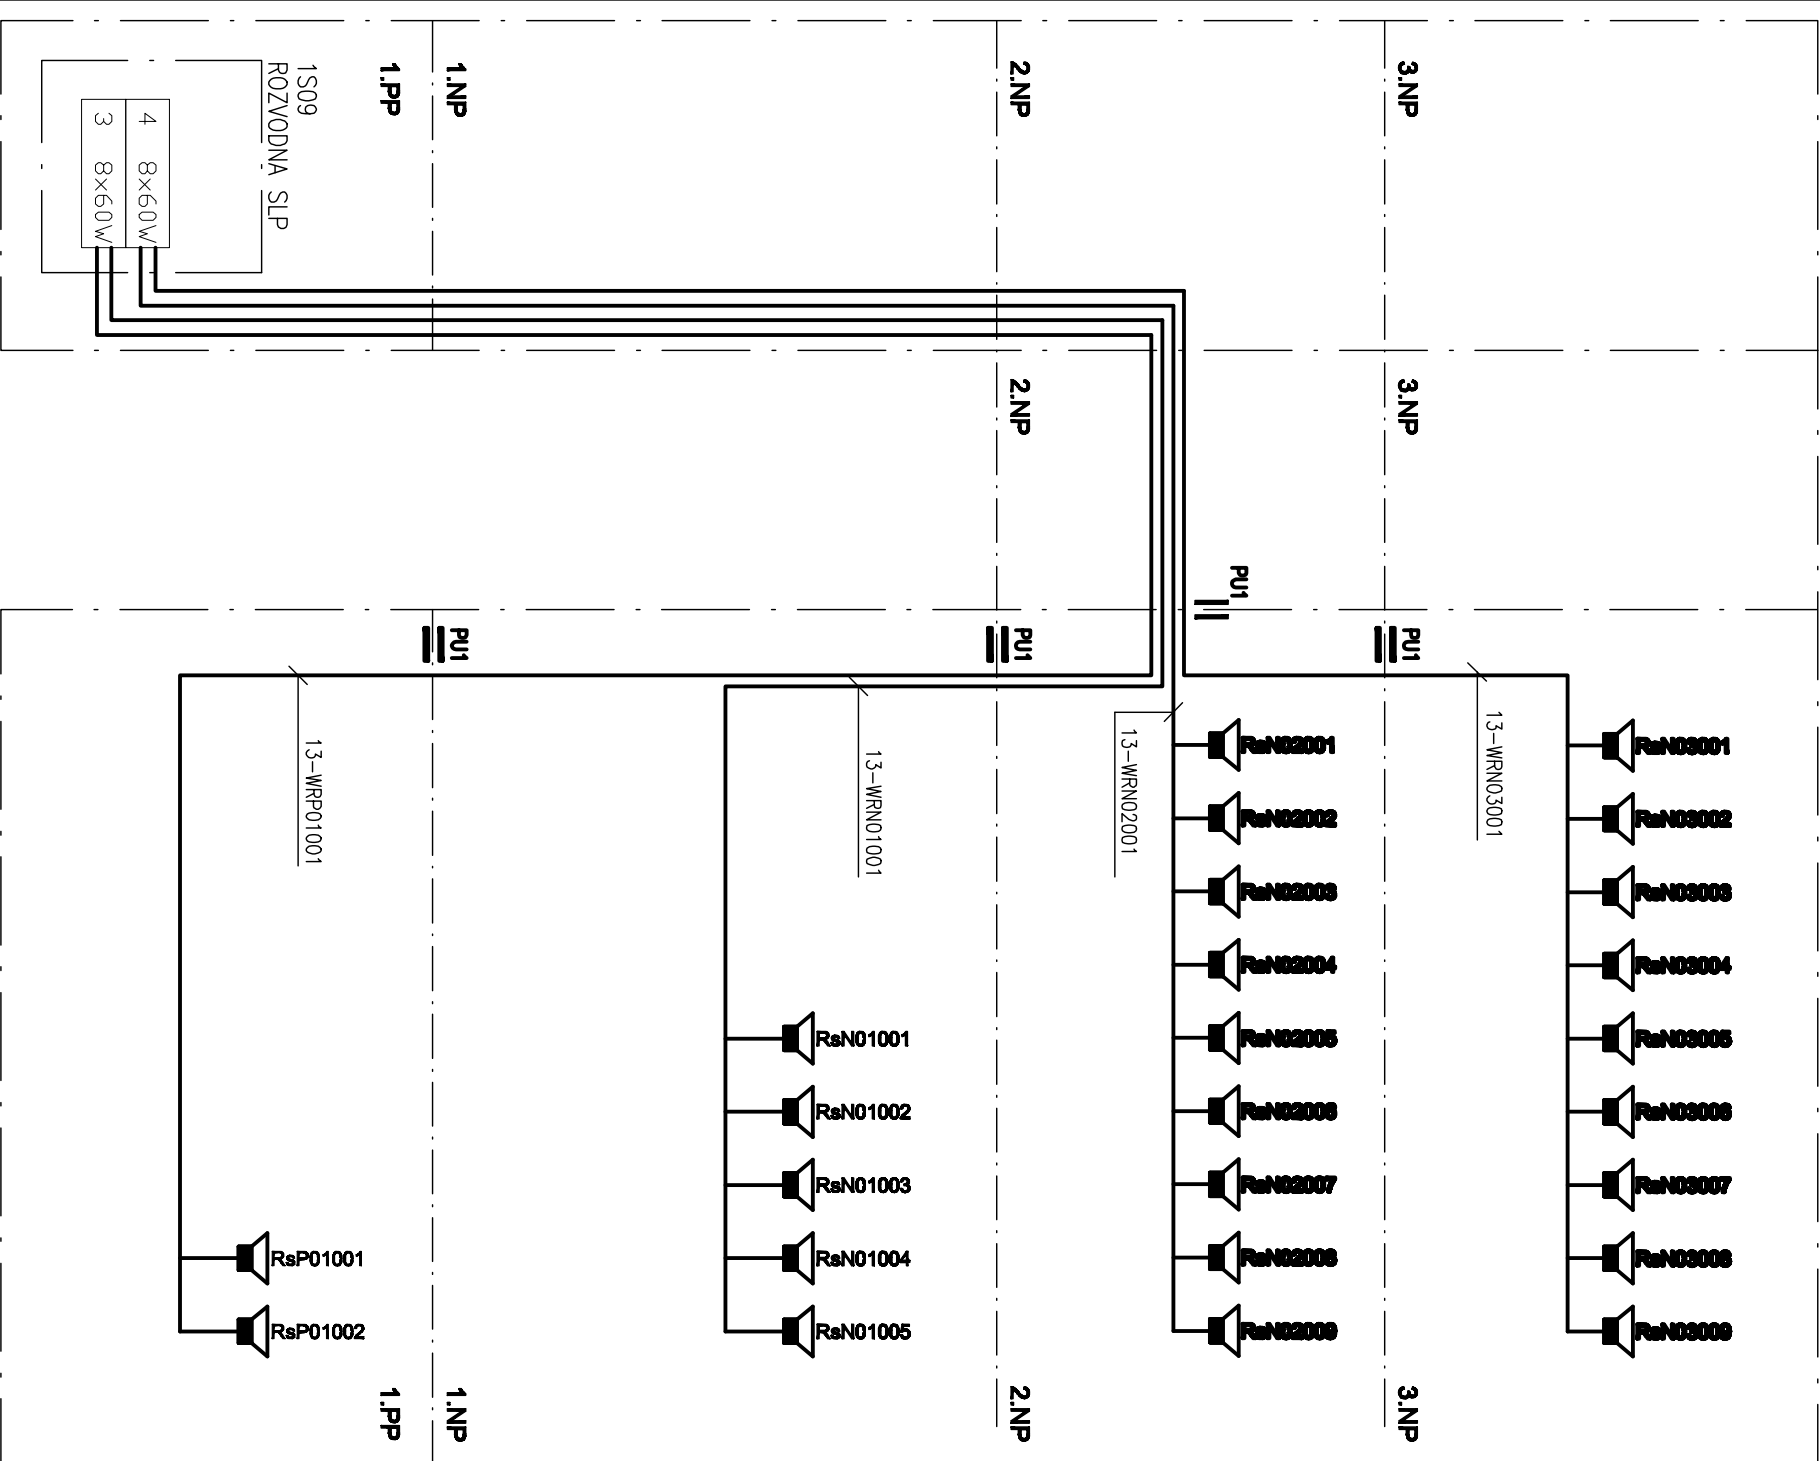 1S09
ROZVODNA SLP
4 8x60W
3 8x60W
1.PP
1.NP
2.NP
3.NP
2.NP
3.NP
PU1
PU1
PU1
PU1
13-WRP01001
13-WRN01001
13-WRN02001
13-WRN03001
RsN02001
RsN02002
RsN02003
RsN02004
RsN02005
RsN02006
RsN02007
RsN02008
RsN02009
RsN03001
RsN03002
RsN03003
RsN03004
RsN03005
RsN03006
RsN03007
RsN03008
RsN03009
RsN01001
RsN01002
RsN01003
RsN01004
RsN01005
RsP01001
RsP01002
1.PP
1.NP
2.NP
3.NP